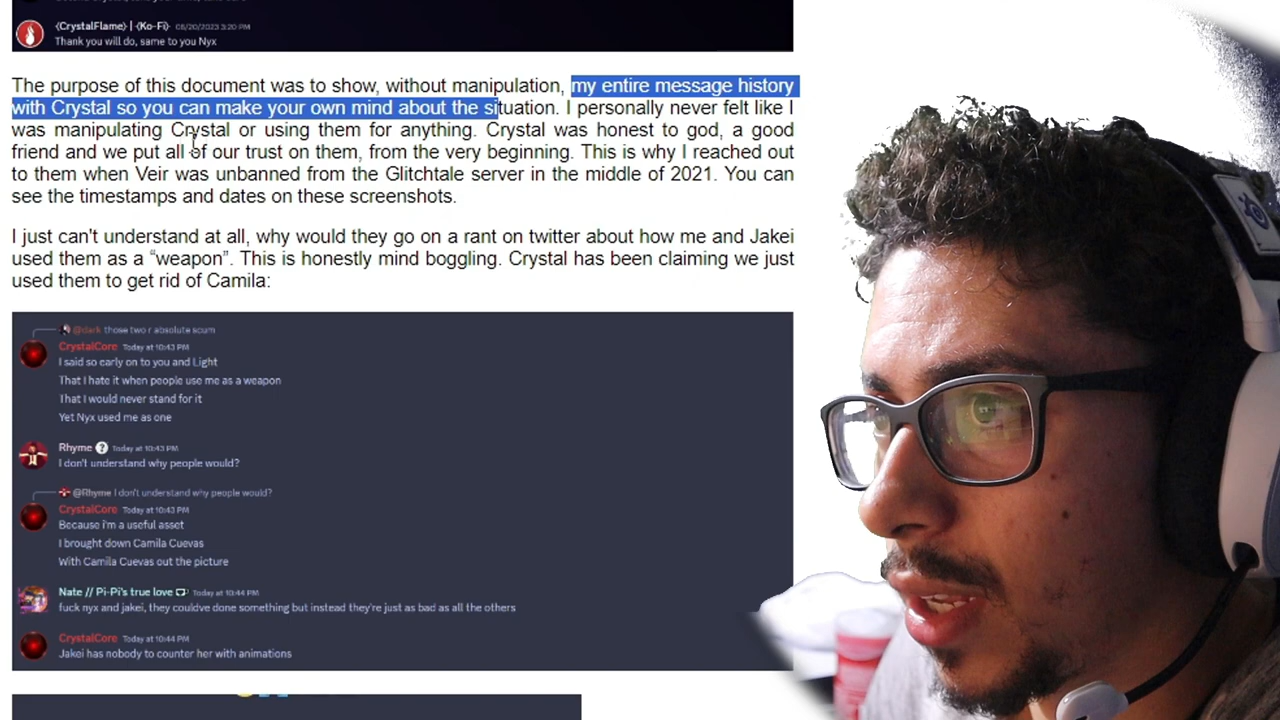 {CrystalFlame} | {Ko-Fi} 08/20/2023 3:20 PM
Thank you will do, same to you Nyx
The purpose of this document was to show, without manipulation, my entire message history
with Crystal so you can make your own mind about the situation. I personally never felt like I
was manipulating Crystal or using them for anything. Crystal was honest to god, a good
friend and we put all of our trust on them, from the very beginning. This is why I reached out
to them when Veir was unbanned from the Glitchtale server in the middle of 2021. You can
see the timestamps and dates on these screenshots.
I just can't understand at all, why would they go on a rant on twitter about how me and Jakei
used them as a “weapon”. This is honestly mind boggling. Crystal has been claiming we just
used them to get rid of Camila:
@dark those two r absolute scum
CrystalCore Today at 10:43 PM
I said so early on to you and Light
That I hate it when people use me as a weapon
That I would never stand for it
Yet Nyx used me as one
Rhyme ? Today at 10:43 PM
I don't understand why people would?
@Rhyme I don't understand why people would?
CrystalCore Today at 10:43 PM
Because i'm a useful asset
I brought down Camila Cuevas
With Camila Cuevas out the picture
Nate // Pi-Pi's true love Today at 10:44 PM
fuck nyx and jakei, they couldve done something but instead they're just as bad as all the others
CrystalCore Today at 10:44 PM
Jakei has nobody to counter her with animations